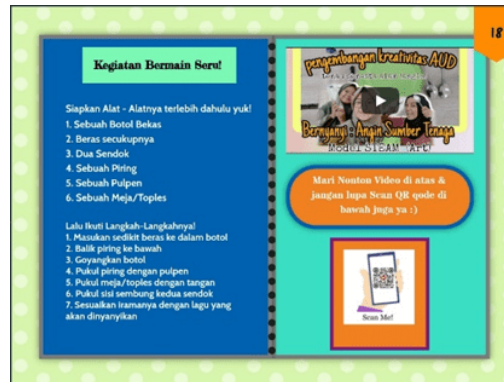 18
Kegiatan Bermain Seru!
Siapkan Alat - Alatnya terlebih dahulu yuk!
1. Sebuah Botol Bekas
2. Beras secukupnya
3. Dua Sendok
4. Sebuah Piring
5. Sebuah Pulpen
6. Sebuah Meja/Toples
Lalu Ikuti Langkah-Langkahnya!
1. Masukan sedikit beras ke dalam botol
2. Balik piring ke bawah
3. Goyangkan botol
4. Pukul piring dengan pulpen
5. Pukul meja/toples dengan tangan
6. Pukul sisi sembung kedua sendok
7. Sesuaikan iramanya dengan lagu yang
akan dinyanyikan
pengembangan kreativitas AUD
Bernyanyi - Angin Sumber Tenaga
Model SIBAM (Art)
Mari Nonton Video di atas &
jangan lupa Scan QR qode di
bawah juga ya :)
Scan Me!